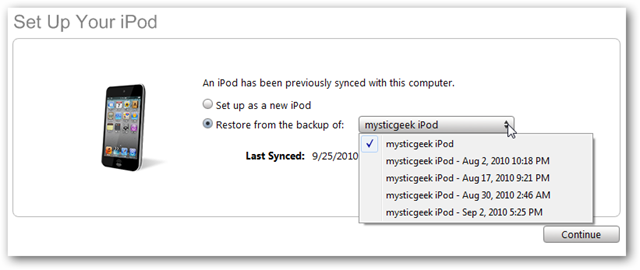 Set Up Your iPod
An iPod has been previously synced with this computer.
Set up as a new iPod
Restore from the backup of: mysticgeek iPod
Last Synced: 9/25/2010
mysticgeek iPod
mysticgeek iPod - Aug 2, 2010 10:18 PM
mysticgeek iPod - Aug 17, 2010 9:21 PM
mysticgeek iPod - Aug 30, 2010 2:46 AM
mysticgeek iPod - Sep 2, 2010 5:25 PM
Continue